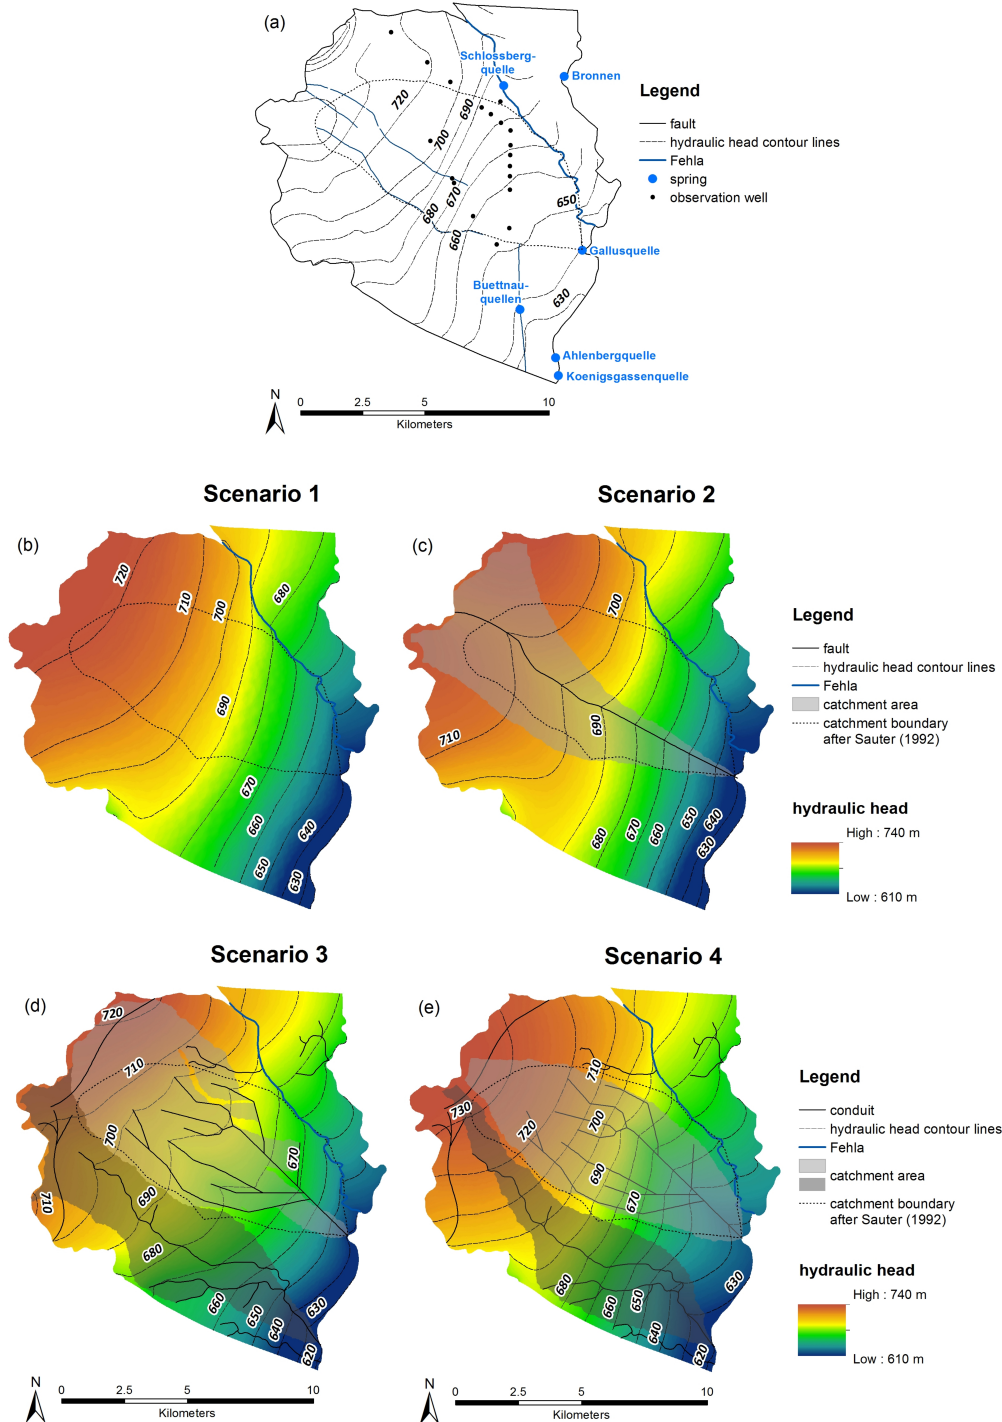 (a)
Schlossberg-
quelle
Bronnen
720
690
700
680
670
660
650
630
Gallusquelle
Buettnau-
quellen
Ahlenbergquelle
Koenigsgassenquelle
Legend
fault
hydraulic head contour lines
Fehla
spring
observation well
N
0 2.5 5 10
Kilometers
Scenario 1
(b)
720
710
700
680
690
670
660
650
640
630
Scenario 2
(c)
700
710
690
680
670
660
650
640
630
Legend
fault
hydraulic head contour lines
Fehla
catchment area
catchment boundary
after Sauter (1992)
hydraulic head
High : 740 m
Low : 610 m
Scenario 3
(d)
720
710
700
690
710
680
670
660
650
640
630
620
N
0 2.5 5 10
Kilometers
Scenario 4
(e)
710
730
720
700
690
670
680
660
650
640
630
620
N
0 2.5 5 10
Kilometers
Legend
conduit
hydraulic head contour lines
Fehla
catchment area
catchment boundary
after Sauter (1992)
hydraulic head
High : 740 m
Low : 610 m